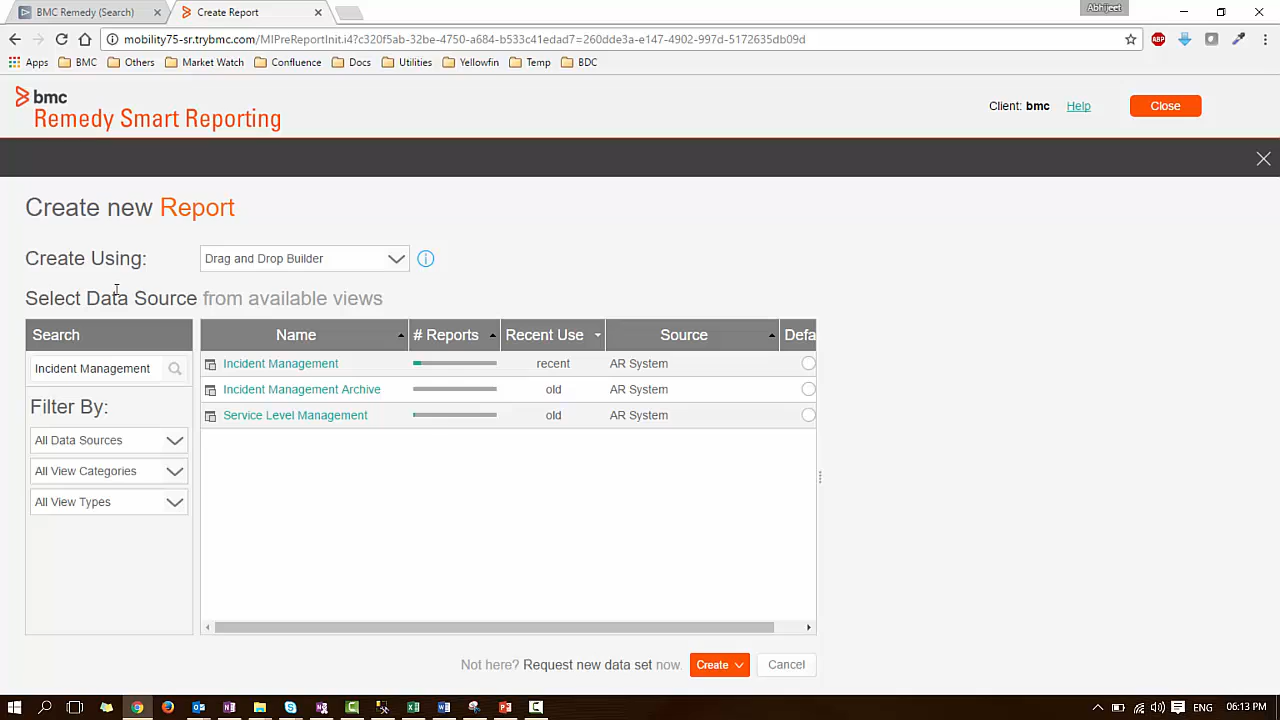 BMC Remedy (Search)
Create Report
Abhijeet
mobility75-sr.trybmc.com/MIPreReportInit.i4?c320f5ab-32be-4750-a684-b533c41edad7=260dde3a-e147-4902-997d-5172635db09d
ABP
Apps BMC Others Market Watch Confluence Docs Utilities Yellowfin Temp BDC
bmc
Remedy Smart Reporting
Client: bmc Help Close
Create new Report
Create Using: Drag and Drop Builder
Select Data Source from available views
Search
Incident Management
Filter By:
All Data Sources
All View Categories
All View Types
Name # Reports Recent Use Source Defa
Incident Management recent AR System
Incident Management Archive old AR System
Service Level Management old AR System
Not here? Request new data set now. Create Cancel
ENG 06:13 PM